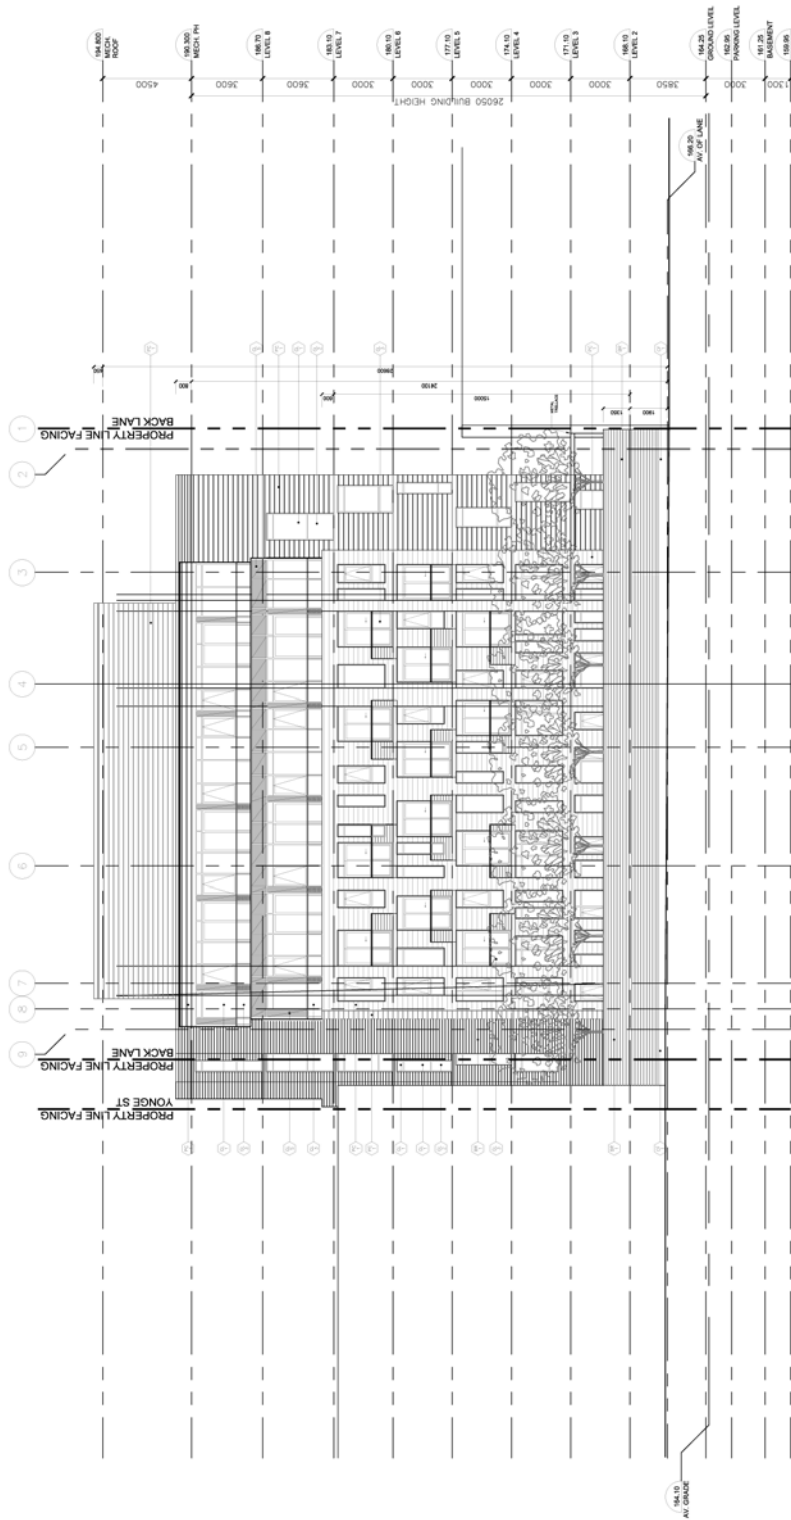 194.800
MECH.
ROOF
190.300
MECH. PH
186.70
LEVEL 8
183.10
LEVEL 7
180.10
LEVEL 6
177.10
LEVEL 5
174.10
LEVEL 4
171.10
LEVEL 3
168.10
LEVEL 2
164.25
GROUND LEVEL
162.95
PARKING LEVEL
161.25
BASEMENT
159.95
4500
3600
3600
3000
3000
3000
3000
3000
3850
3000
1300
26050 BUILDING HEIGHT
166.20
AV. OF LANE
1
PROPERTY LINE FACING
BACK LANE
2
3
4
5
6
7
8
9
PROPERTY LINE FACING
BACK LANE
PROPERTY LINE FACING
YONGE ST
15000
1350
1900
164.10
AV. GRADE